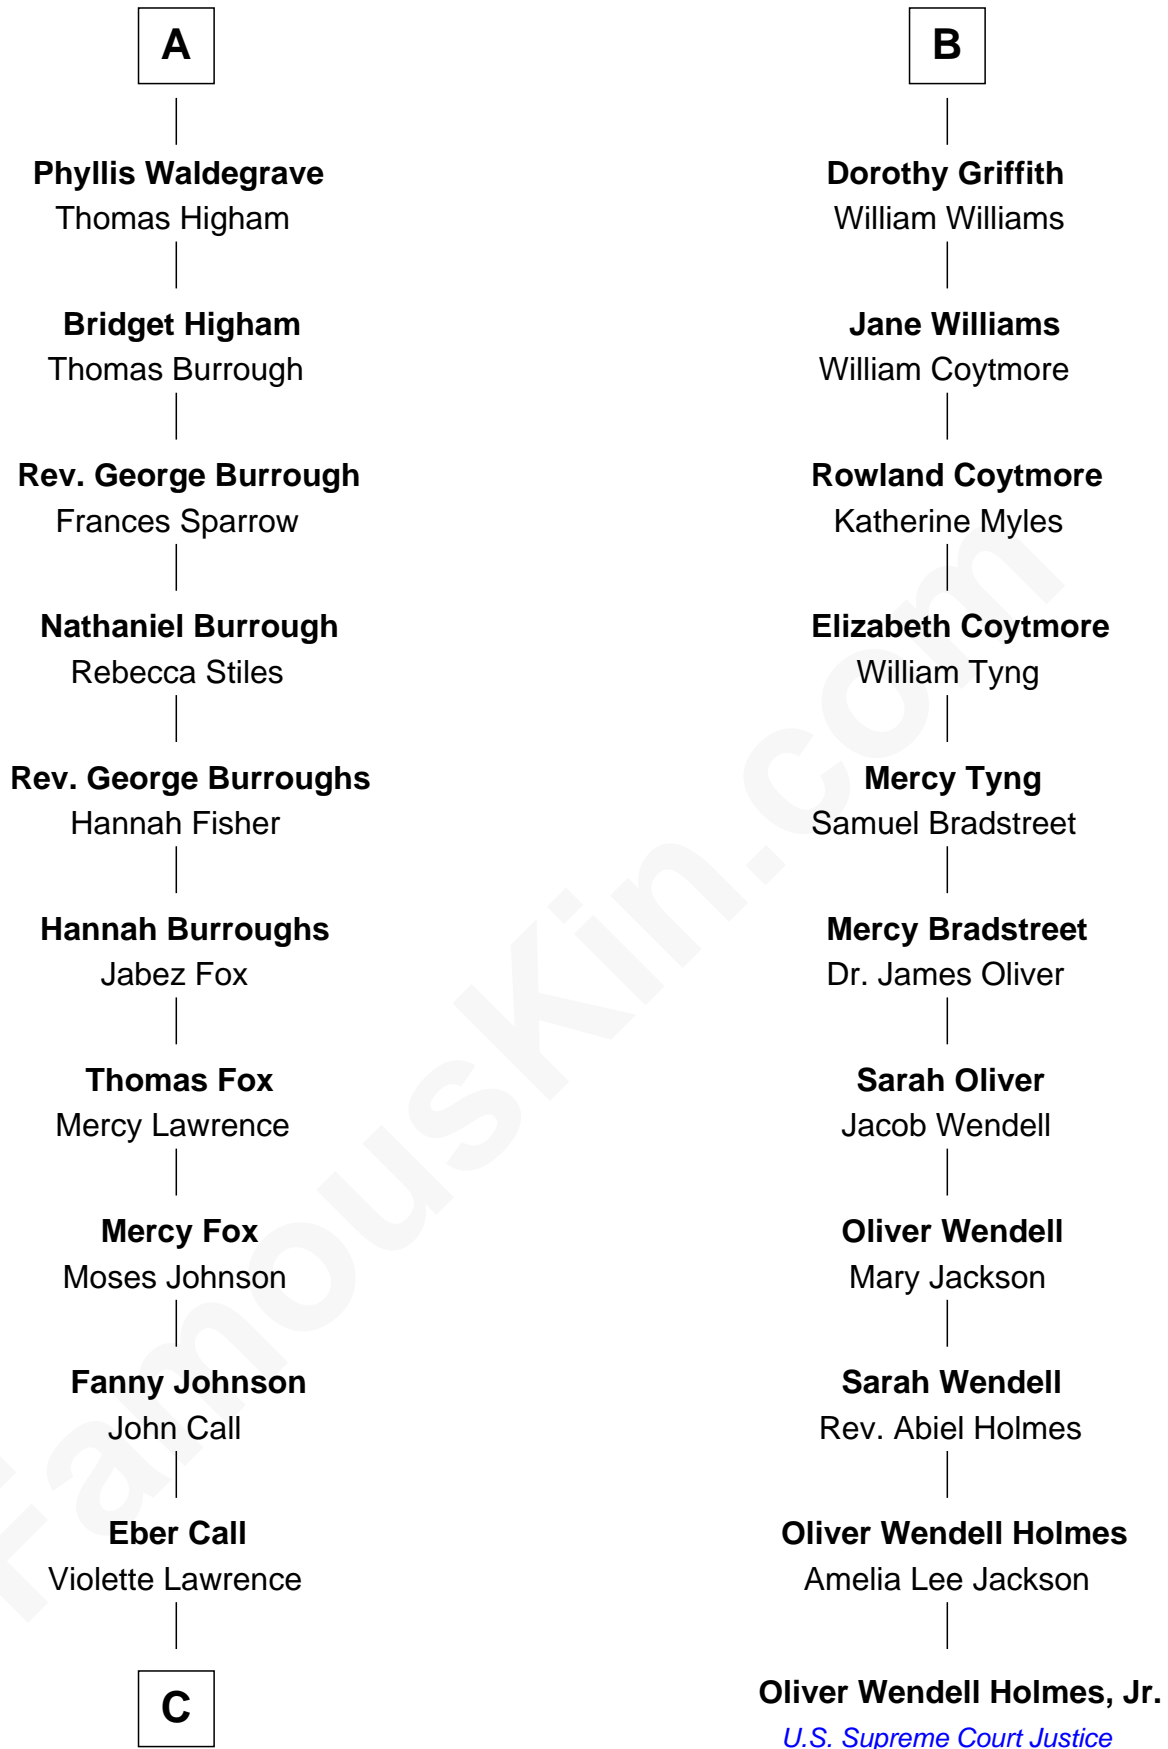 A
Phyllis Waldegrave
Thomas Higham
Bridget Higham
Thomas Burrough
Rev. George Burrough
Frances Sparrow
Nathaniel Burrough
Rebecca Stiles
Rev. George Burroughs
Hannah Fisher
Hannah Burroughs
Jabez Fox
Thomas Fox
Mercy Lawrence
Mercy Fox
Moses Johnson
Fanny Johnson
John Call
Eber Call
Violette Lawrence
C
B
Dorothy Griffith
William Williams
Jane Williams
William Coytmore
Rowland Coytmore
Katherine Myles
Elizabeth Coytmore
William Tyng
Mercy Tyng
Samuel Bradstreet
Mercy Bradstreet
Dr. James Oliver
Sarah Oliver
Jacob Wendell
Oliver Wendell
Mary Jackson
Sarah Wendell
Rev. Abiel Holmes
Oliver Wendell Holmes
Amelia Lee Jackson
Oliver Wendell Holmes, Jr.
U.S. Supreme Court Justice
FamousKin.com